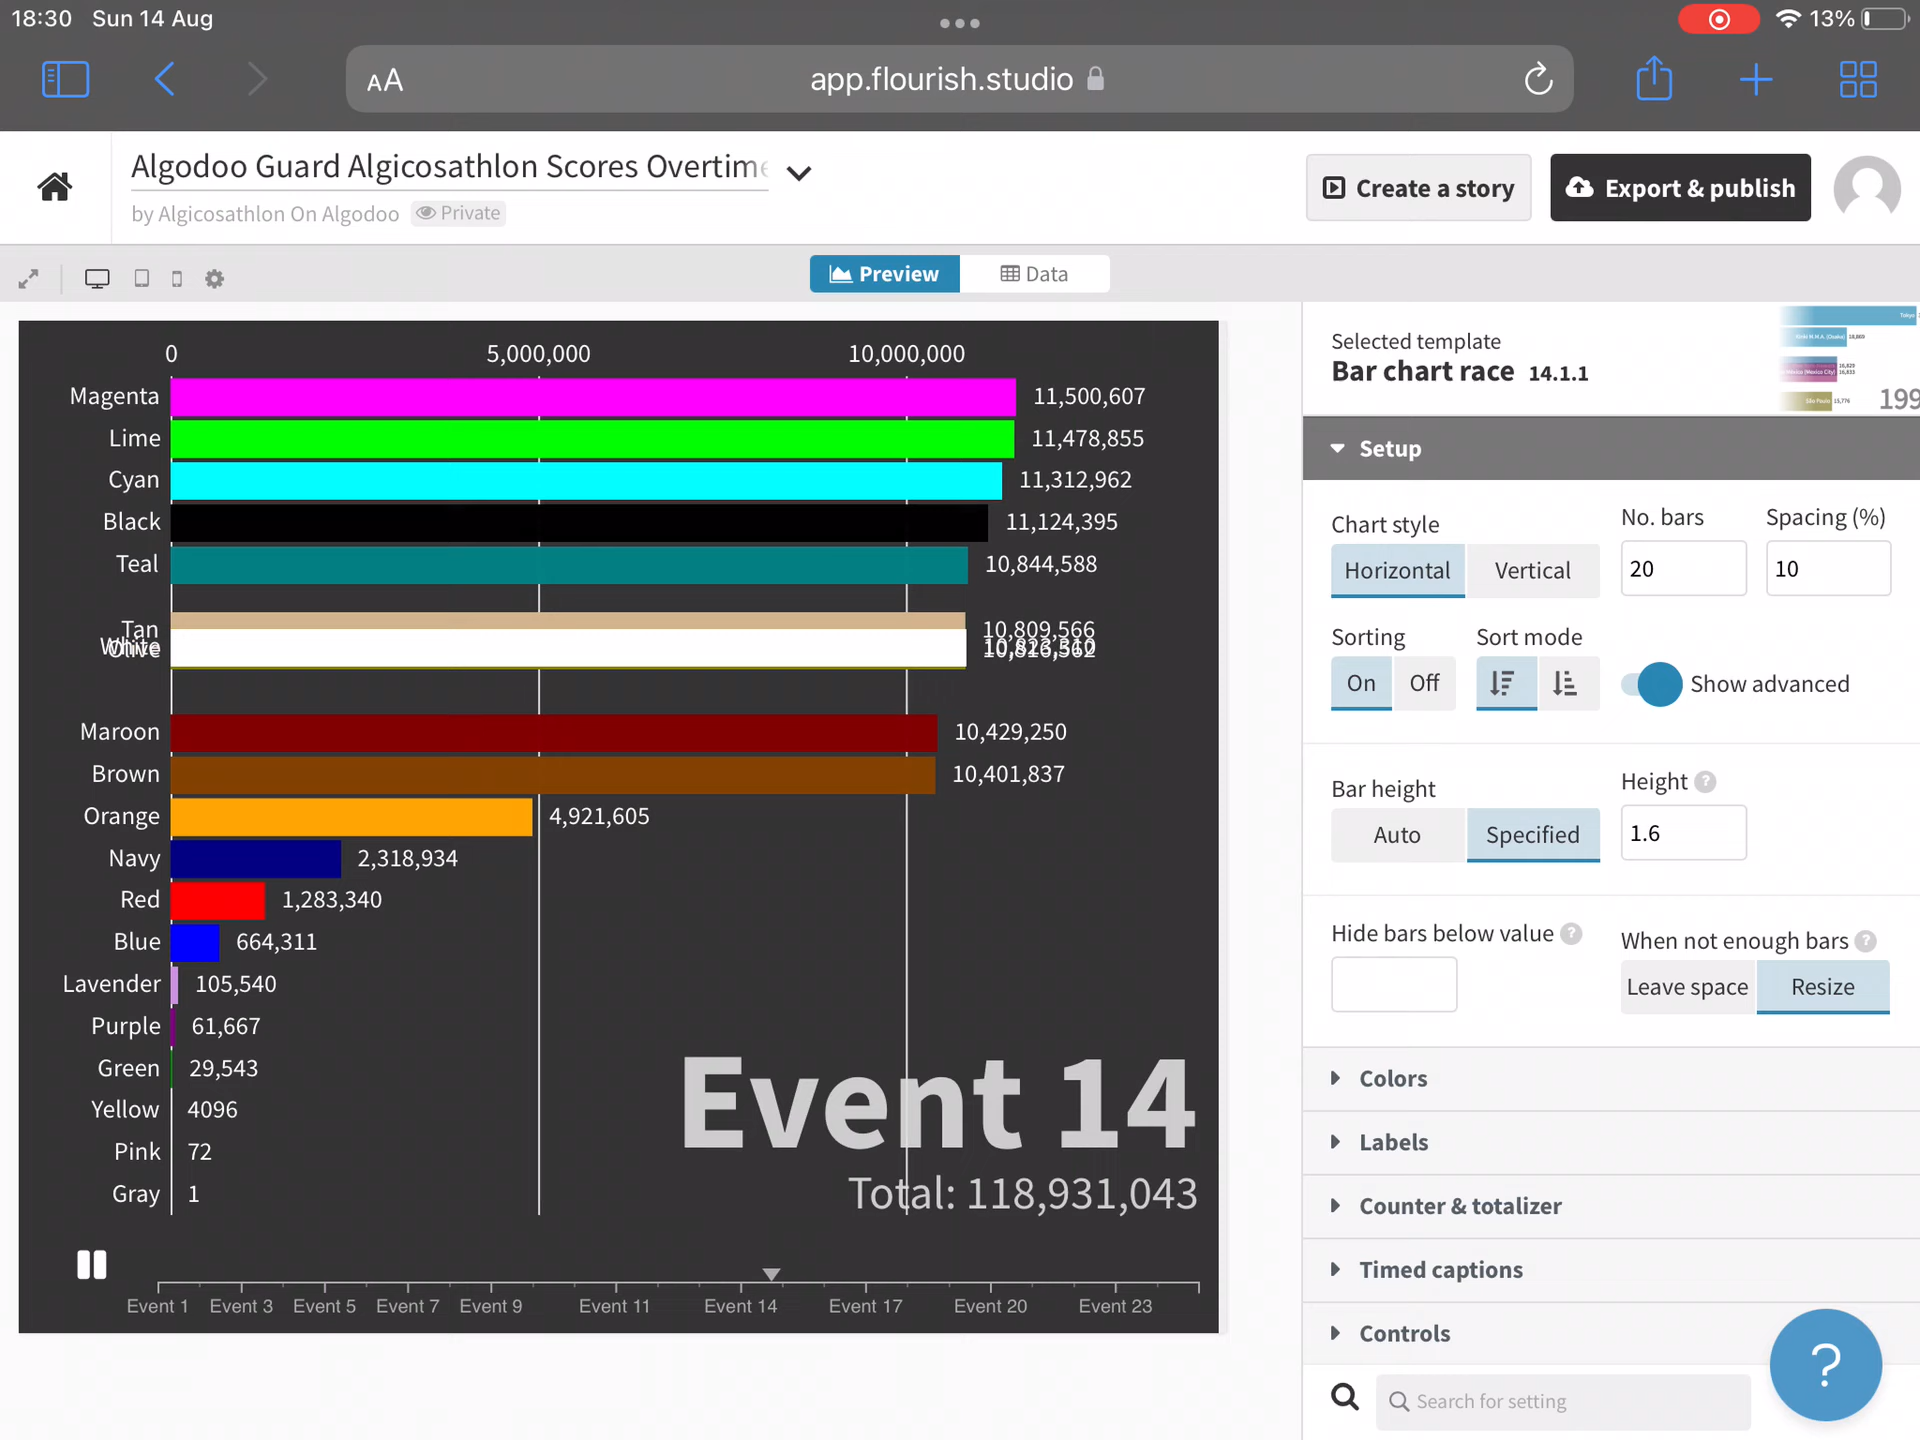 18:30 Sun 14 Aug
13%
AA
app.flourish.studio
Algodoo Guard Algicosathlon Scores Overtime
by Algicosathlon On Algodoo Private
Create a story
Export & publish
Preview
Data
0 5,000,000 10,000,000
Magenta 11,500,607
Lime 11,478,855
Cyan 11,312,962
Black 11,124,395
Teal 10,844,588
Tan 10,809,566
White
Olive
Maroon 10,429,250
Brown 10,401,837
Orange 4,921,605
Navy 2,318,934
Red 1,283,340
Blue 664,311
Lavender 105,540
Purple 61,667
Green 29,543
Yellow 4096
Pink 72
Gray 1
Event 14
Total: 118,931,043
Event 1 Event 3 Event 5 Event 7 Event 9 Event 11 Event 14 Event 17 Event 20 Event 23
Selected template
Bar chart race 14.1.1
199
Setup
Chart style
Horizontal Vertical
No. bars
20
Spacing (%)
10
Sorting
On Off
Sort mode
Show advanced
Bar height
Auto Specified
Height ?
1.6
Hide bars below value ?
When not enough bars ?
Leave space Resize
Colors
Labels
Counter & totalizer
Timed captions
Controls
Search for setting
?